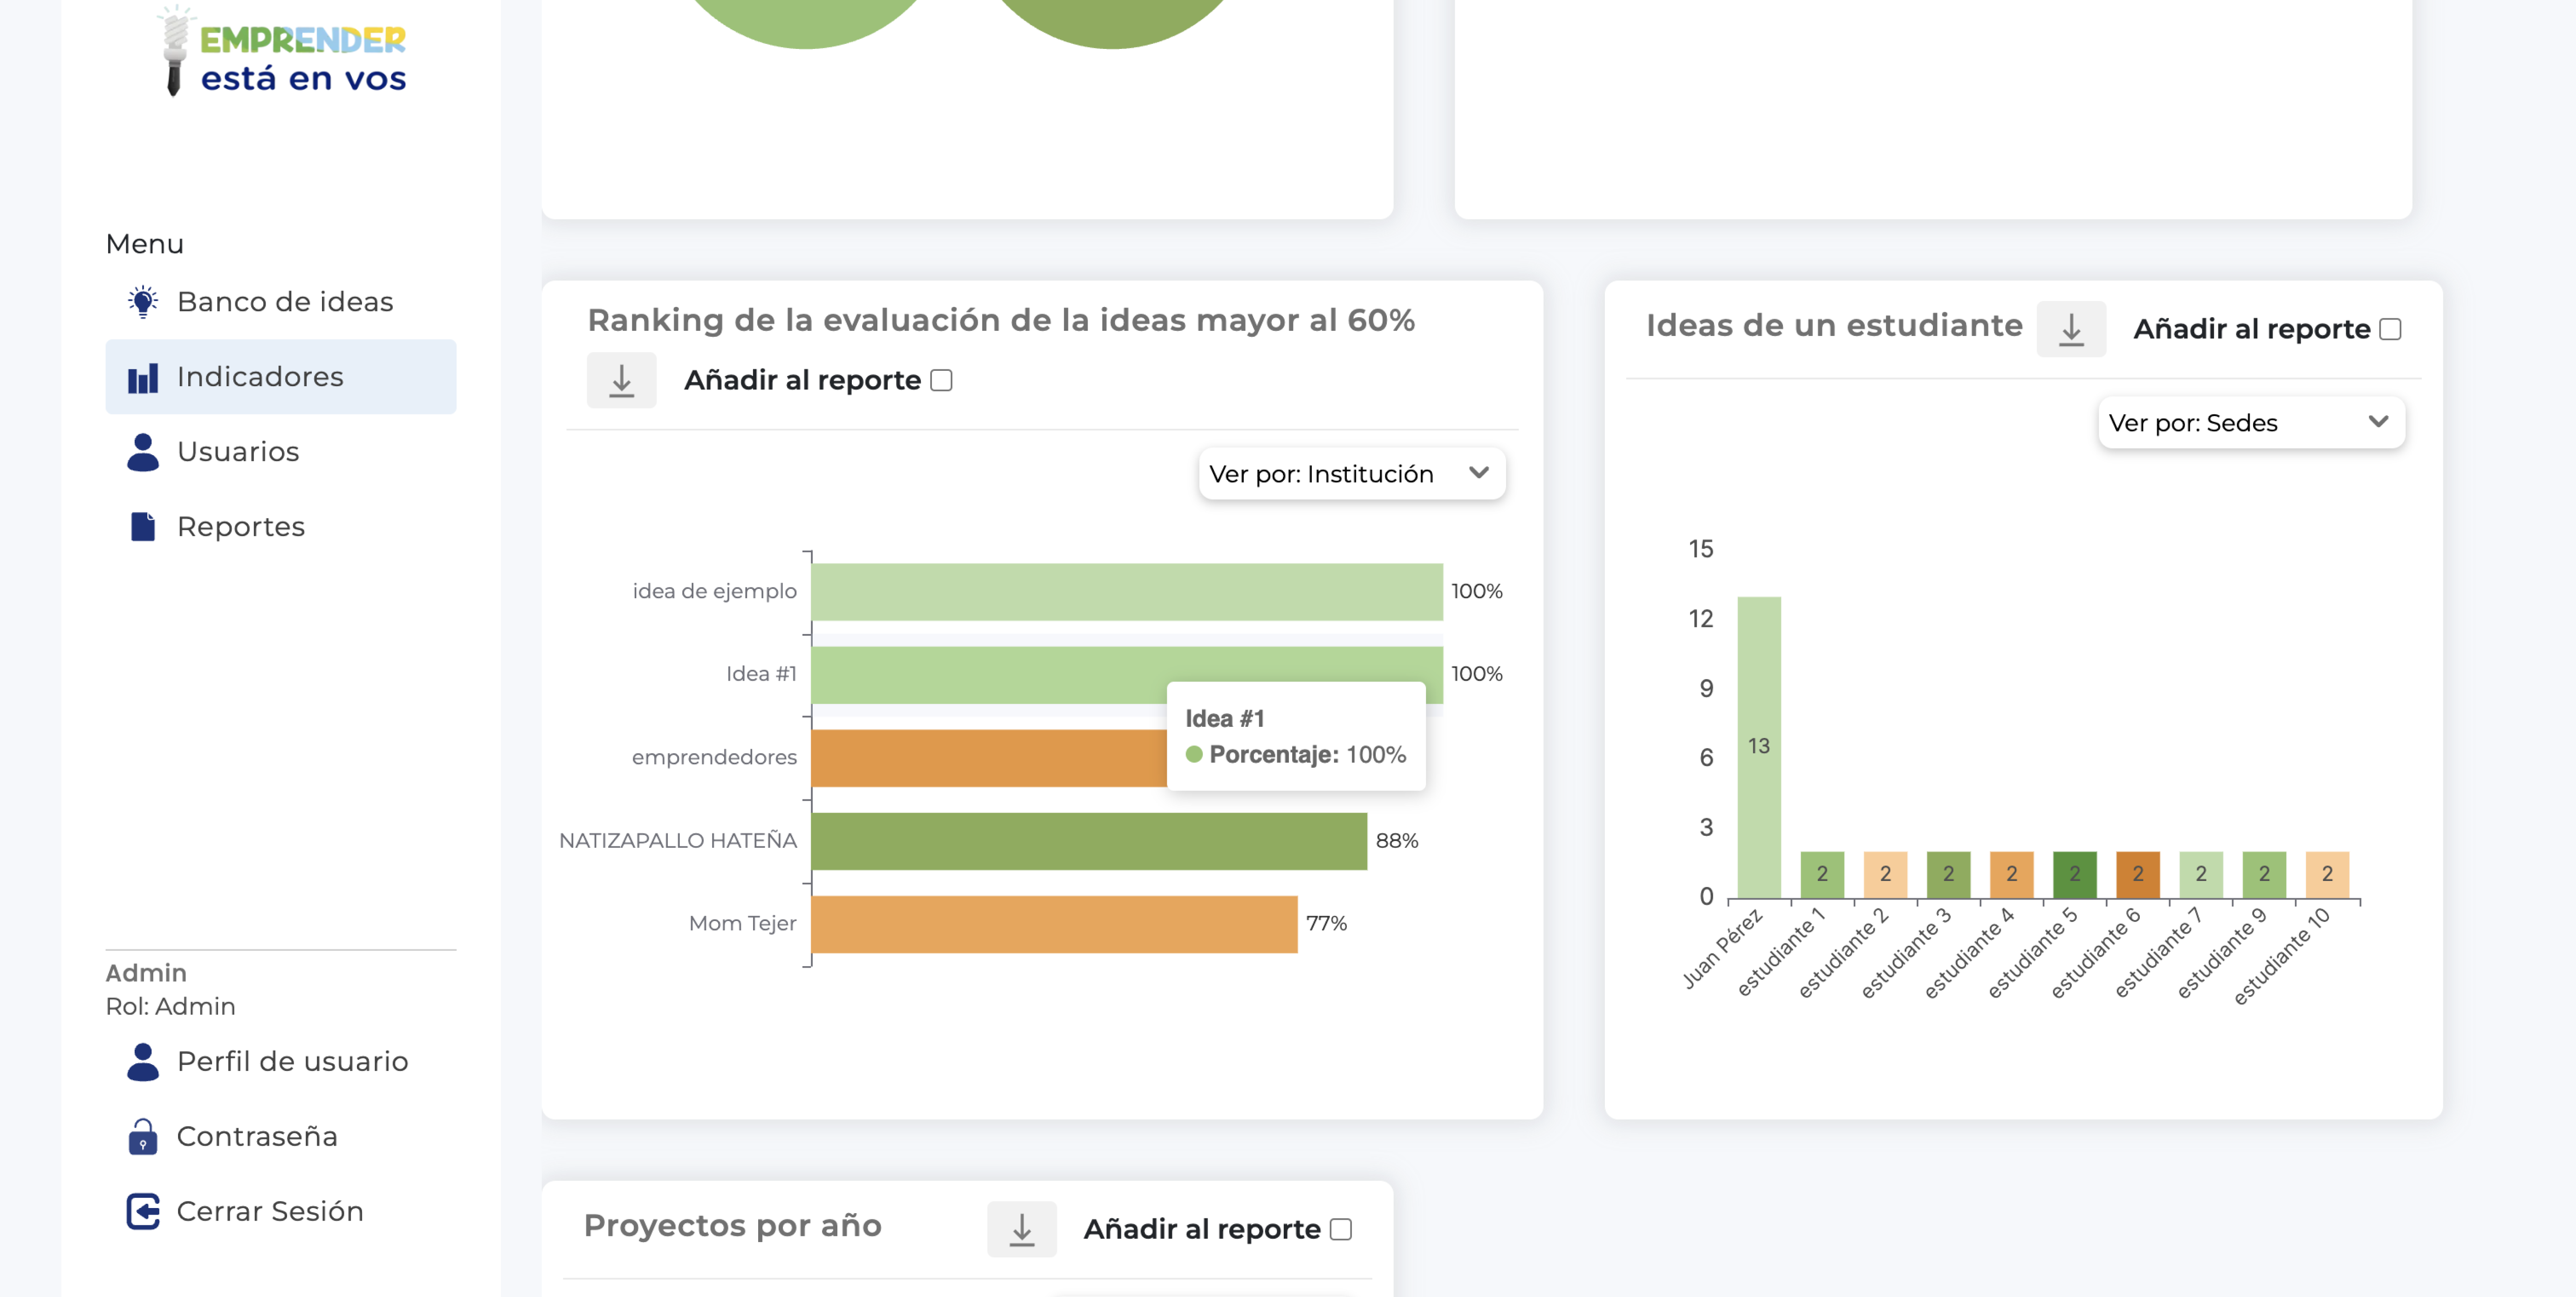 EMPRENDER
está en vos
Menu
Banco de ideas
Indicadores
Usuarios
Reportes
Admin
Rol: Admin
Perfil de usuario
Contraseña
Cerrar Sesión
Ranking de la evaluación de la ideas mayor al 60%
Añadir al reporte
Ver por: Institución
idea de ejemplo 100%
Idea #1 100%
Idea #1
Porcentaje: 100%
emprendedores
NATIZAPALLO HATEÑA 88%
Mom Tejer 77%
Ideas de un estudiante
Añadir al reporte
Ver por: Sedes
15
12
9
6
3
0
13 2 2 2 2 2 2 2 2 2
Juan Pérez
estudiante 1
estudiante 2
estudiante 3
estudiante 4
estudiante 5
estudiante 6
estudiante 7
estudiante 9
estudiante 10
Proyectos por año
Añadir al reporte